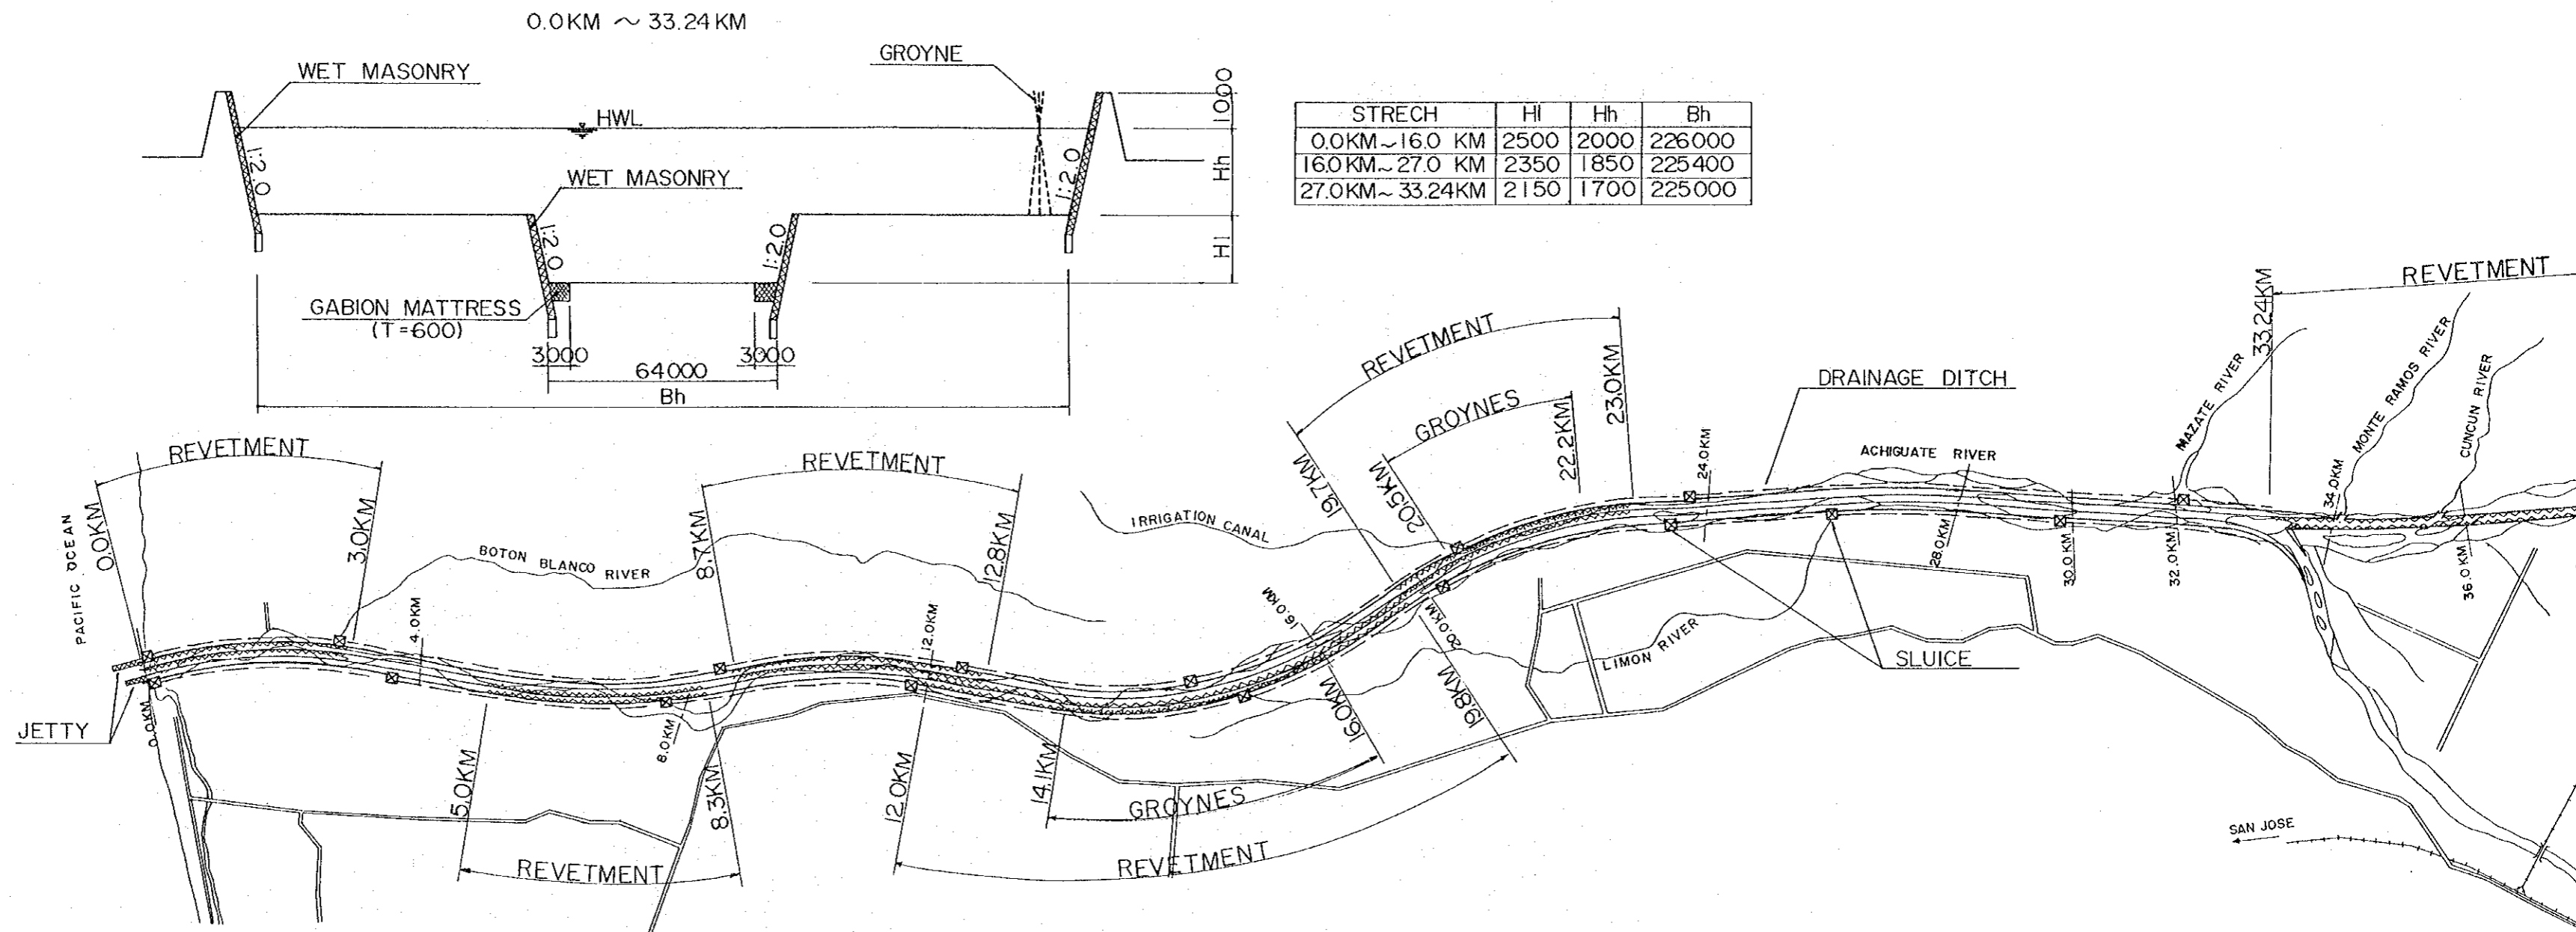 0.0KM ~ 33.24KM
WET MASONRY
GROYNE
1000
HWL
Hh
1:2.0
1:2.0
WET MASONRY
1:2.0
1:2.0
Hl
GABION MATTRESS
(T=600)
3000
3000
64000
Bh
STRECH Hl Hh Bh
0.0KM~16.0 KM 2500 2000 226000
16.0KM~27.0 KM 2350 1850 225400
27.0KM~33.24KM 2150 1700 225000
REVETMENT
33.24KM
REVETMENT
GROYNES
19.7KM
20.5KM
22.2KM
23.0KM
DRAINAGE DITCH
MAZATE RIVER
MONTE RAMOS RIVER
CUNCUN RIVER
REVETMENT
0.0KM
3.0KM
REVETMENT
8.7KM
12.8KM
PACIFIC OCEAN
BOTON BLANCO RIVER
IRRIGATION CANAL
24.0KM
ACHIGUATE RIVER
28.0KM
30.0KM
32.0KM
34.0KM
36.0KM
4.0KM
12.0KM
16.0KM
20.0KM
LIMON RIVER
SLUICE
JETTY
0.0KM
8.0KM
5.0KM
8.3KM
12.0KM
14.1KM
16.0KM
19.8KM
GROYNES
REVETMENT
REVETMENT
SAN JOSE